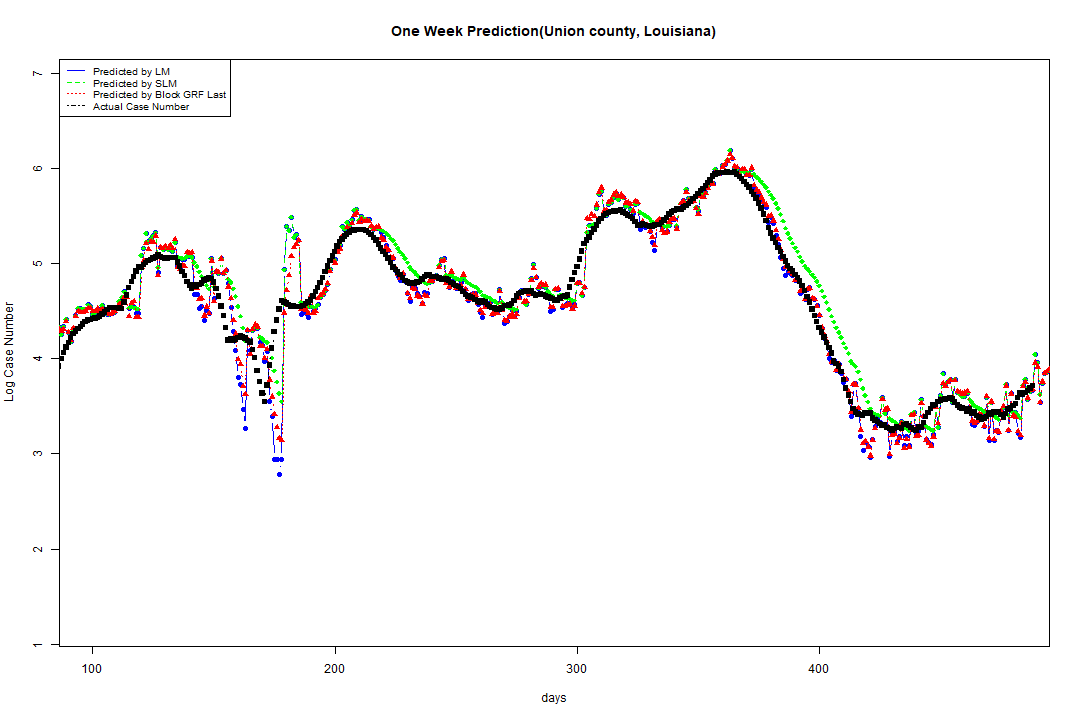 One Week Prediction(Union county, Louisiana)
Predicted by LM
Predicted by SLM
Predicted by Block GRF Last
Actual Case Number
7
6
5
4
3
2
1
Log Case Number
100 200 300 400
days